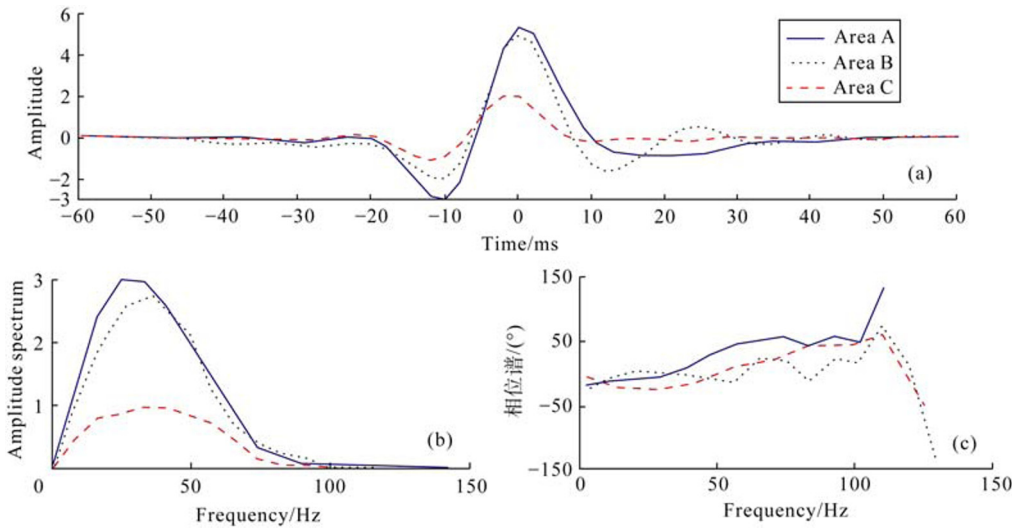 6
4
2
0
−2
−3
Amplitude
Area A
Area B
Area C
(a)
−60 −50 −40 −30 −20 −10 0 10 20 30 40 50 60
Time/ms
3
2
1
0 50 100 150
Amplitude spectrum
(b)
Frequency/Hz
150
50
−50
−150
0 50 100 150
相位谱/(°)
(c)
Frequency/Hz